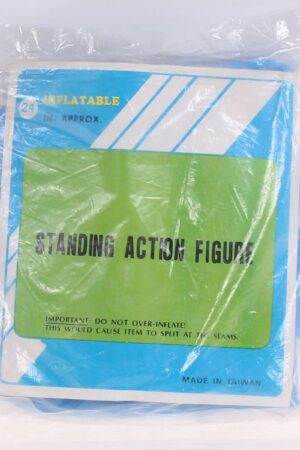 24 INFLATABLE
IN. APPROX.
STANDING ACTION FIGURE
IMPORTANT: DO NOT OVER-INFLATE!
THIS WOULD CAUSE ITEM TO SPLIT AT THE SEAMS.
MADE IN TAIWAN